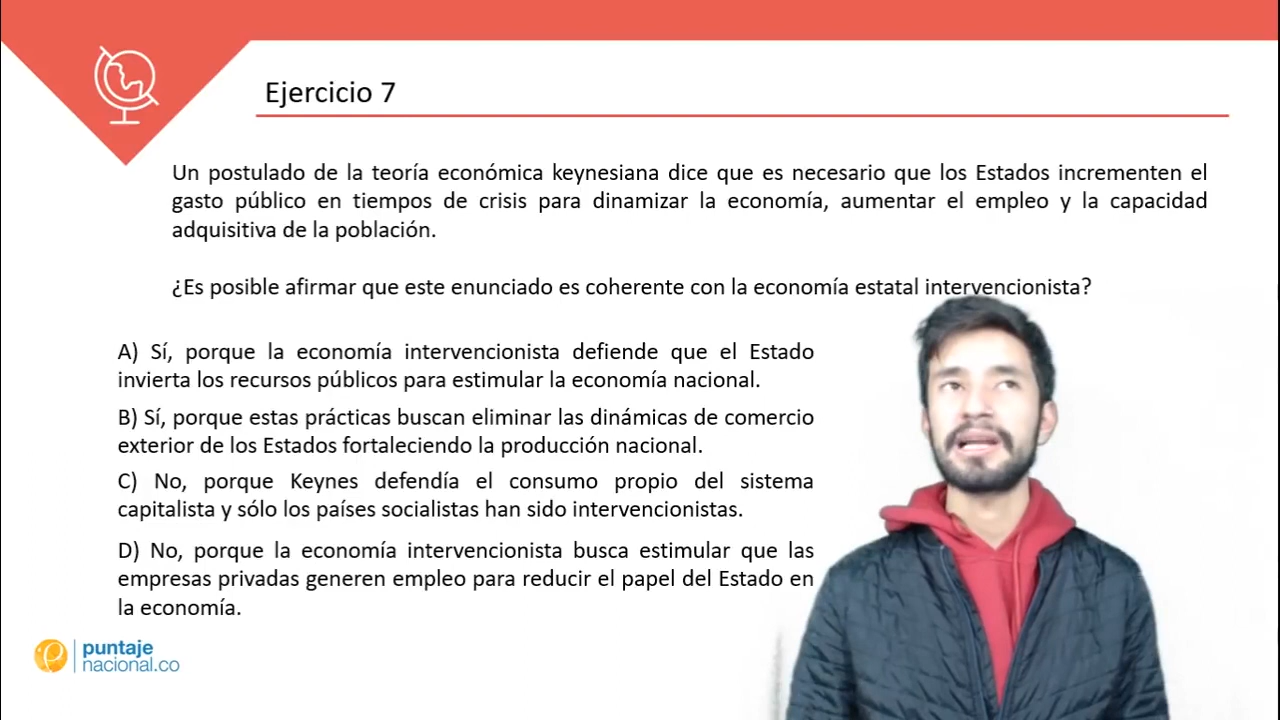 Ejercicio 7
Un postulado de la teoría económica keynesiana dice que es necesario que los Estados incrementen el
gasto público en tiempos de crisis para dinamizar la economía, aumentar el empleo y la capacidad
adquisitiva de la población.
¿Es posible afirmar que este enunciado es coherente con la economía estatal intervencionista?
A) Sí, porque la economía intervencionista defiende que el Estado
invierta los recursos públicos para estimular la economía nacional.
B) Sí, porque estas prácticas buscan eliminar las dinámicas de comercio
exterior de los Estados fortaleciendo la producción nacional.
C) No, porque Keynes defendía el consumo propio del sistema
capitalista y sólo los países socialistas han sido intervencionistas.
D) No, porque la economía intervencionista busca estimular que las
empresas privadas generen empleo para reducir el papel del Estado en
la economía.
puntaje
nacional.co